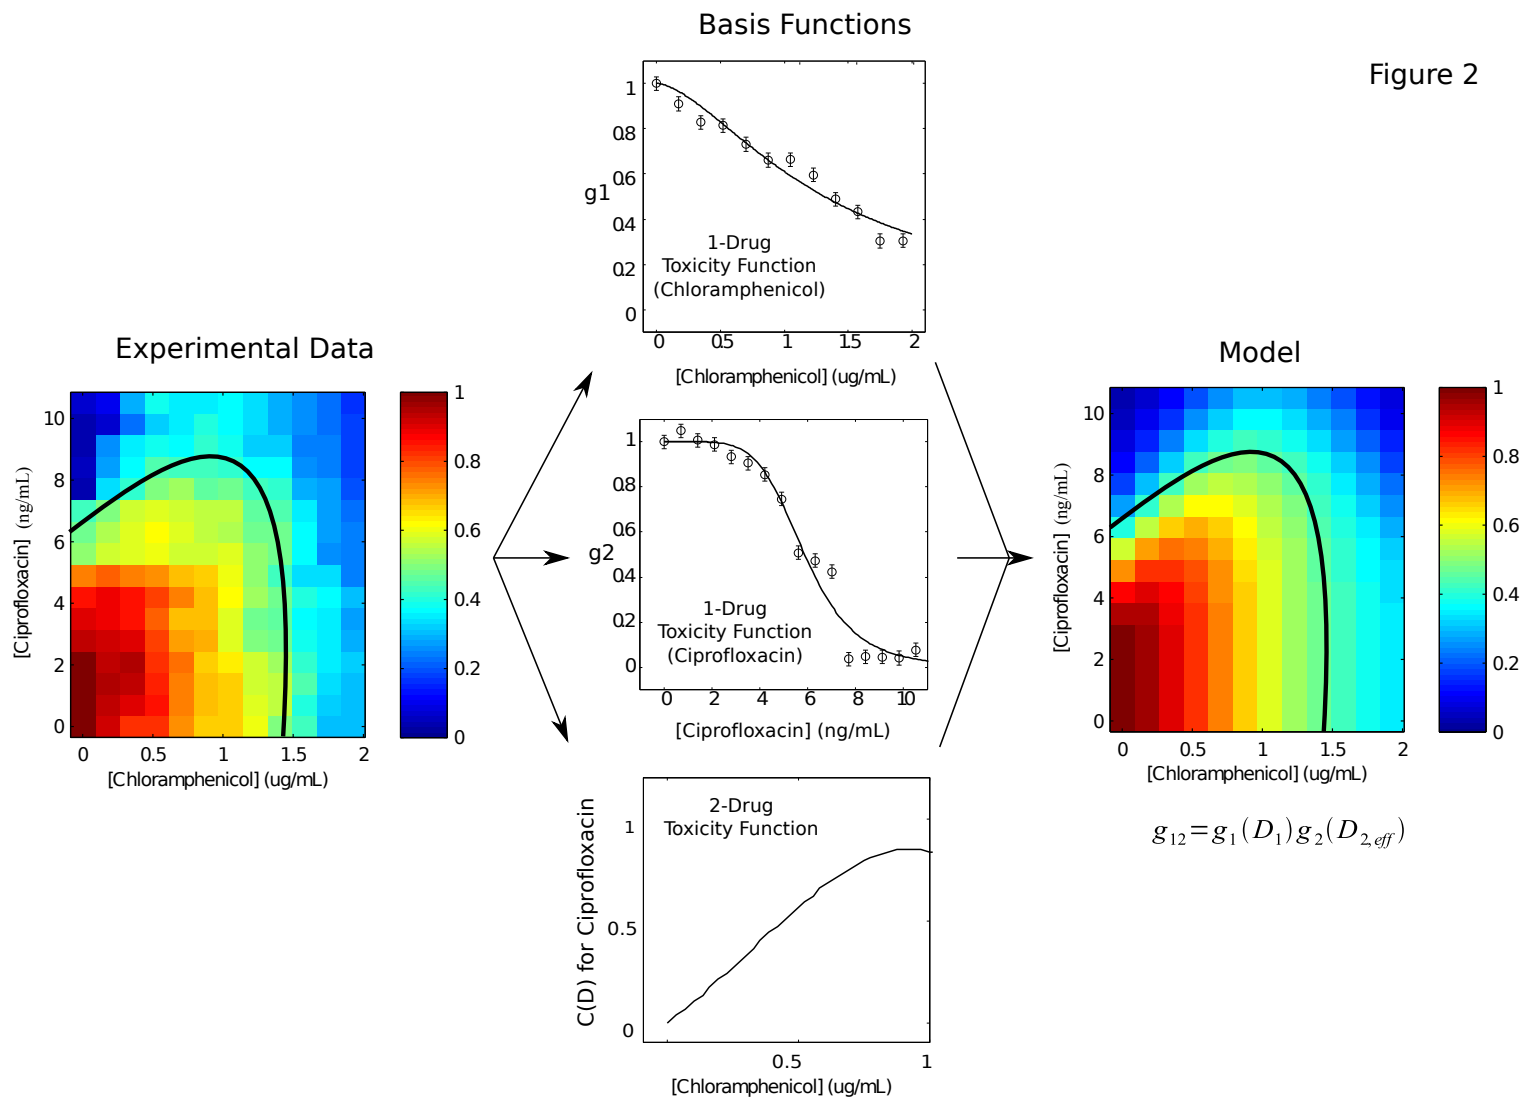 Basis Functions
Figure 2
1
0.8
0.6
0.4
0.2
0
g1
1-Drug
Toxicity Function
(Chloramphenicol)
0 0.5 1 1.5 2
[Chloramphenicol] (ug/mL)
Experimental Data
10
8
6
4
2
0
[Ciprofloxacin] (ng/mL)
0 0.5 1 1.5 2
[Chloramphenicol] (ug/mL)
1
0.8
0.6
0.4
0.2
0
1
0.8
0.6
0.4
0.2
0
g2
1-Drug
Toxicity Function
(Ciprofloxacin)
0 2 4 6 8 10
[Ciprofloxacin] (ng/mL)
2-Drug
Toxicity Function
1
0.5
0
C(D) for Ciprofloxacin
0.5 1
[Chloramphenicol] (ug/mL)
Model
10
8
6
4
2
0
[Ciprofloxacin] (ng/mL)
0 0.5 1 1.5 2
[Chloramphenicol] (ug/mL)
1
0.8
0.6
0.4
0.2
0
g12=g1(D1)g2(D2,eff)